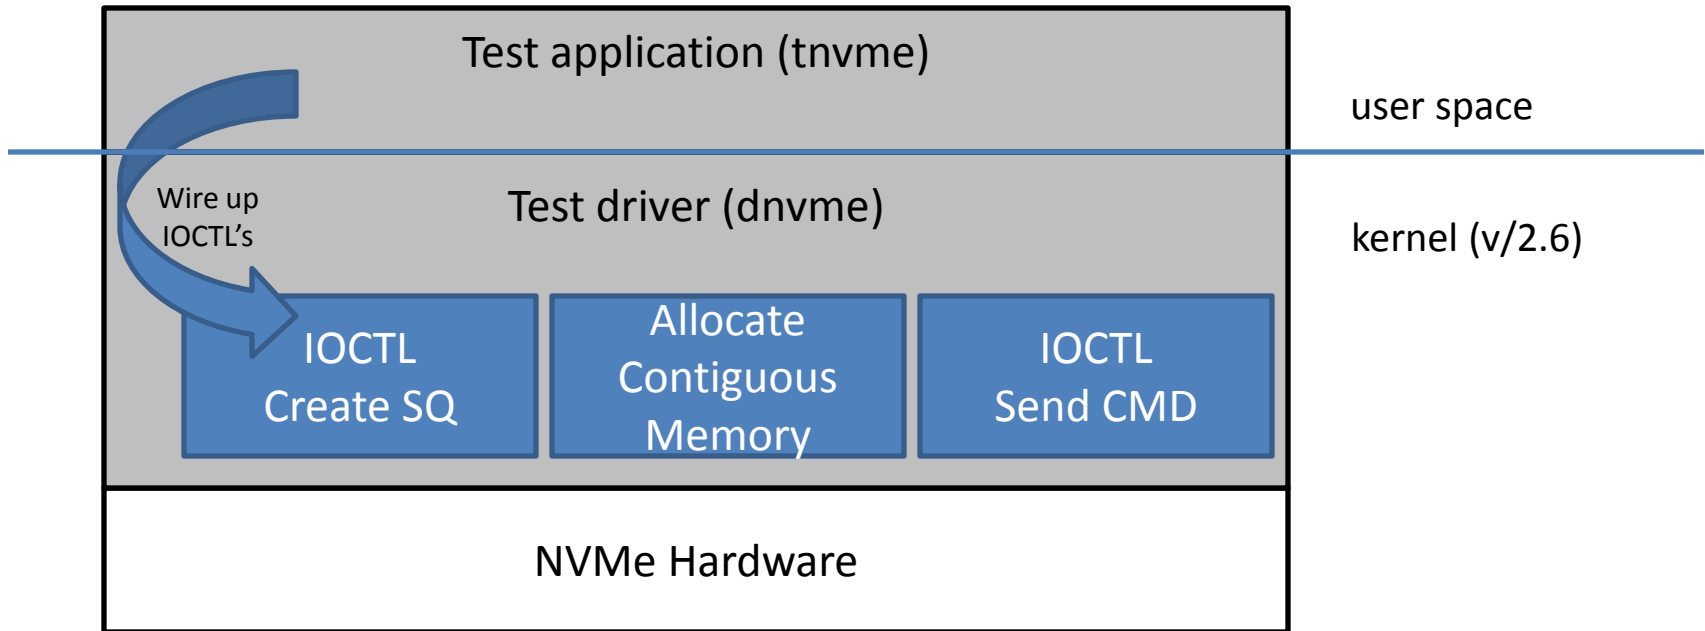 Test application (tnvme)
user space
Wire up
IOCTL's
Test driver (dnvme)
kernel (v/2.6)
IOCTL
Create SQ
Allocate
Contiguous
Memory
IOCTL
Send CMD
NVMe Hardware